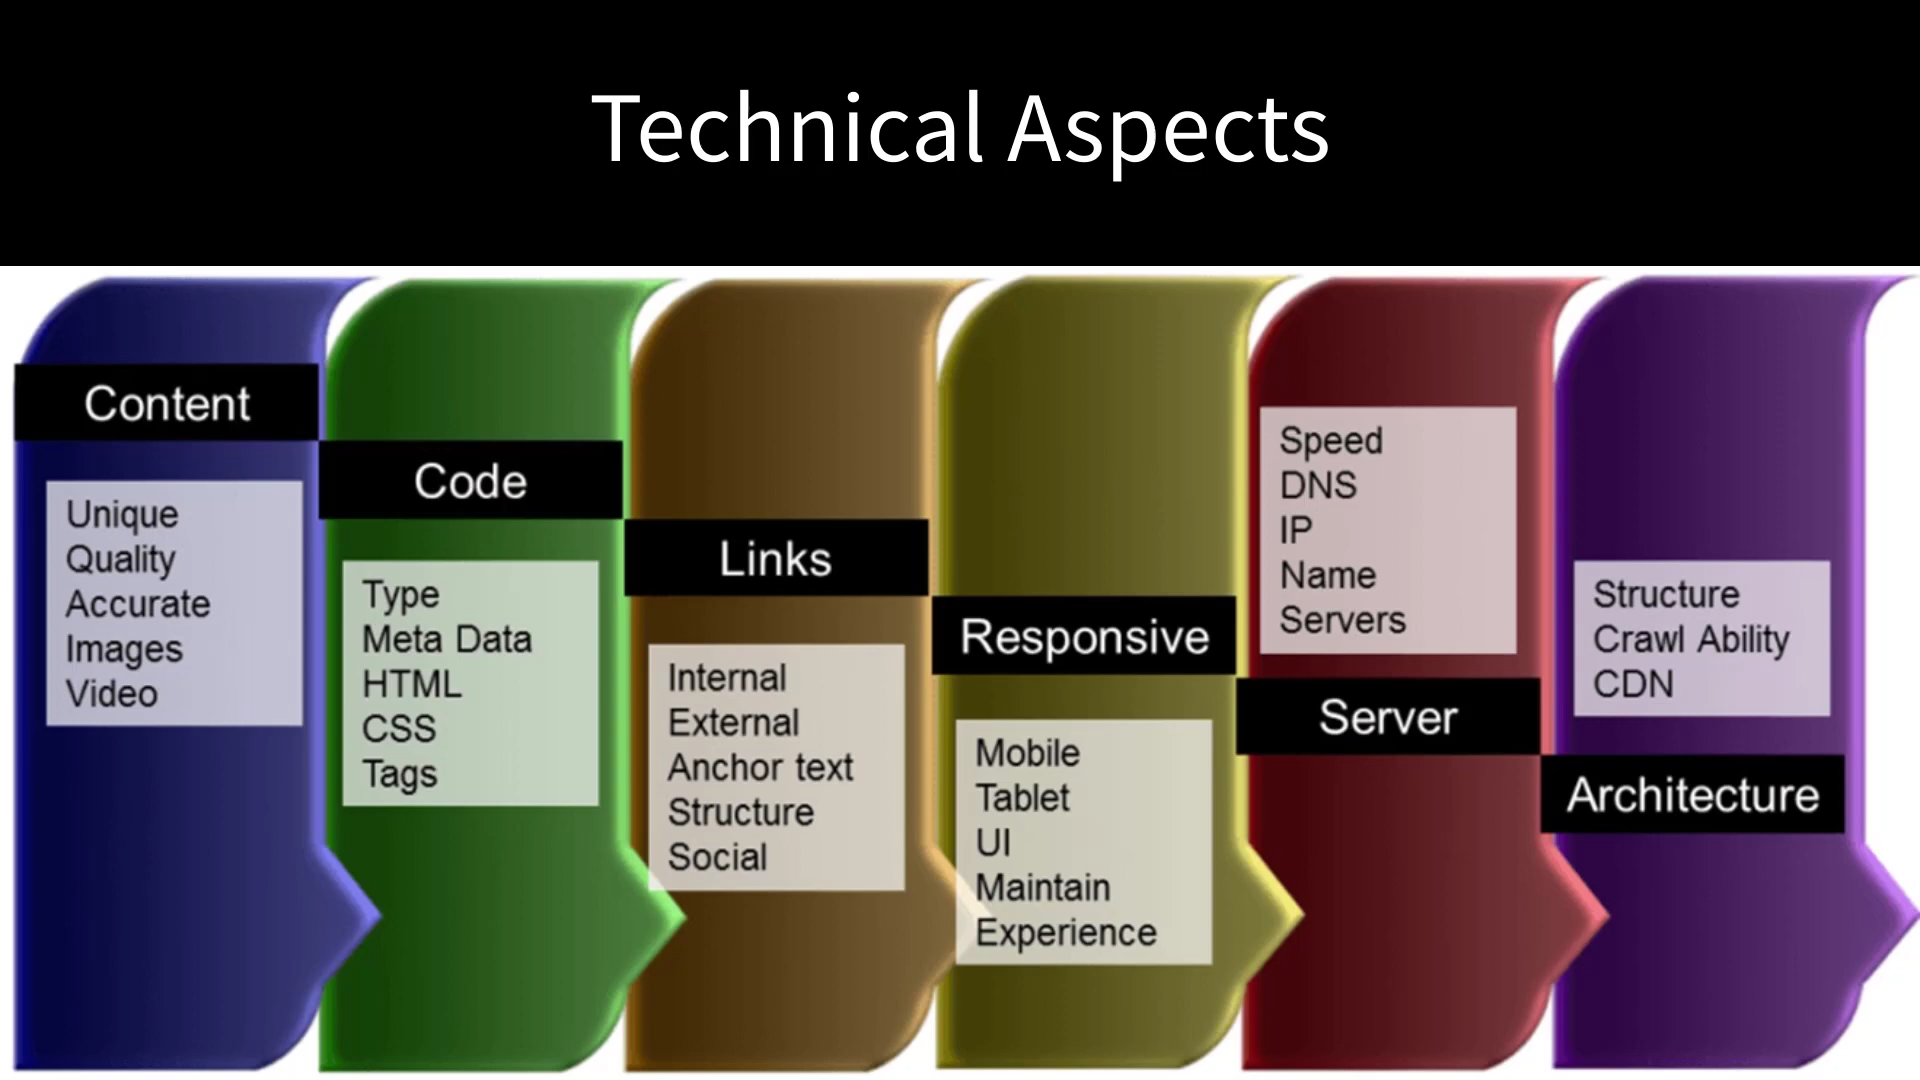 Technical Aspects
Content
Unique
Quality
Accurate
Images
Video
Code
Type
Meta Data
HTML
CSS
Tags
Links
Internal
External
Anchor text
Structure
Social
Responsive
Mobile
Tablet
UI
Maintain
Experience
Speed
DNS
IP
Name
Servers
Server
Structure
Crawl Ability
CDN
Architecture